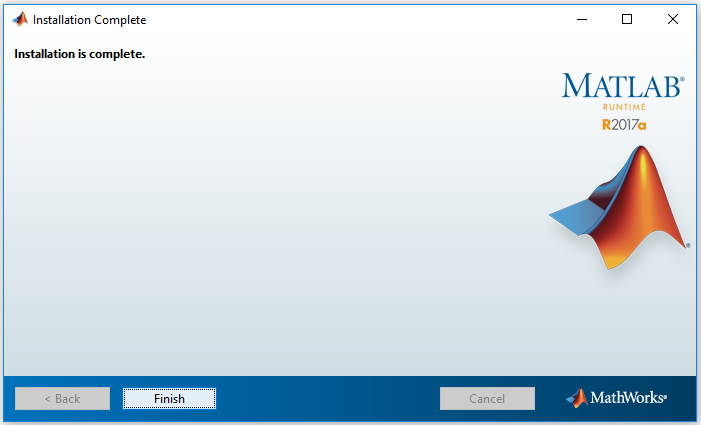 Installation Complete
Installation is complete.
MATLAB®
RUNTIME
R2017a
®
< Back
Finish
Cancel
MathWorks®